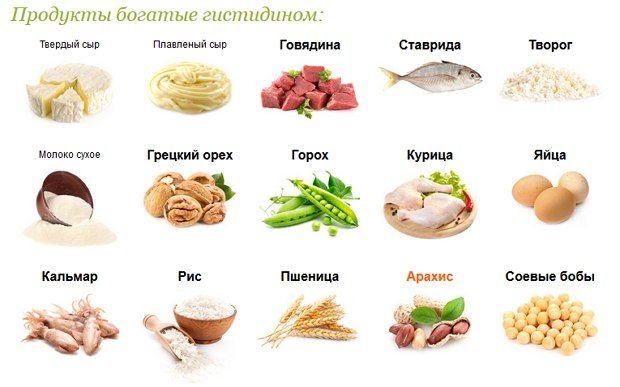 Продукты богатые гистидином:
Твердый сыр
Плавленый сыр
Говядина
Ставрида
Творог
Молоко сухое
Грецкий орех
Горох
Курица
Яйца
Кальмар
Рис
Пшеница
Арахис
Соевые бобы